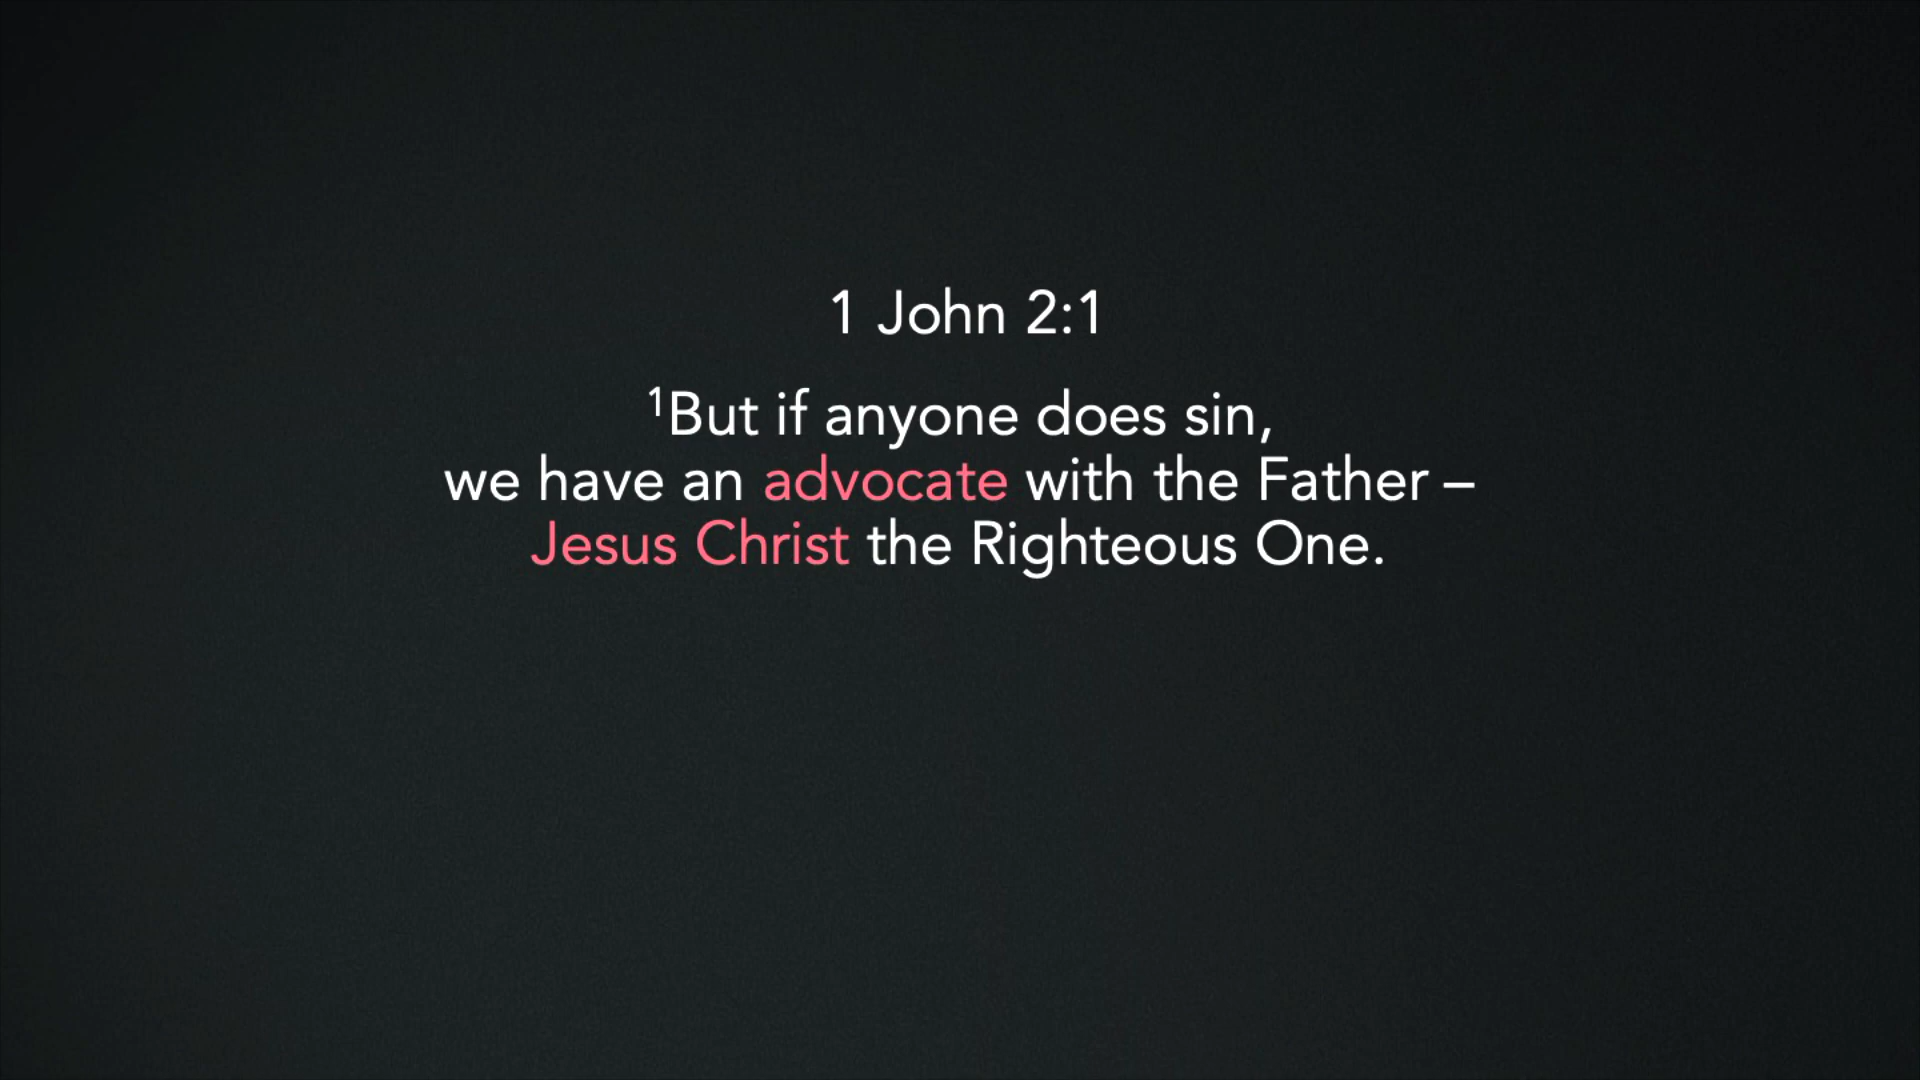 1 John 2:1
¹But if anyone does sin,
we have an advocate with the Father –
Jesus Christ the Righteous One.